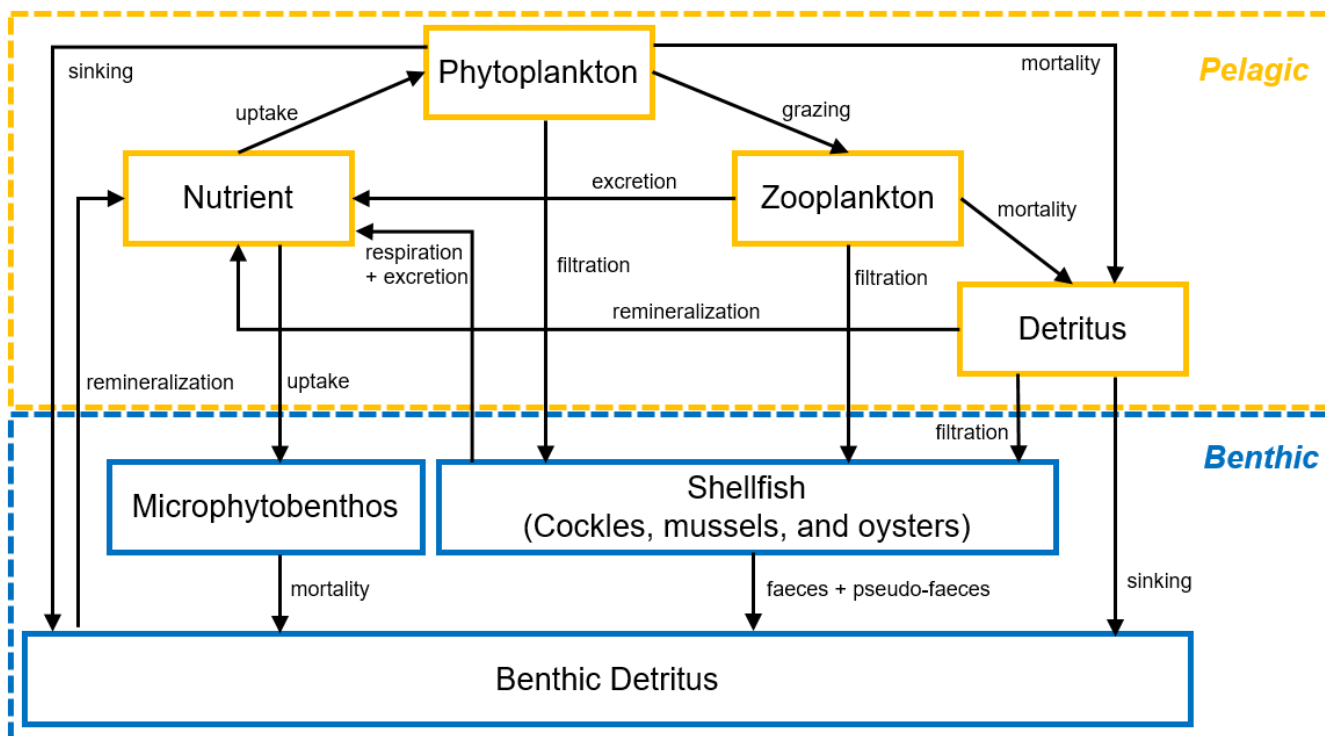 Phytoplankton
Pelagic
sinking
mortality
uptake
grazing
Nutrient
excretion
Zooplankton
mortality
respiration
+ excretion
filtration
filtration
remineralization
Detritus
remineralization
uptake
filtration
Benthic
Microphytobenthos
Shellfish
(Cockles, mussels, and oysters)
mortality
faeces + pseudo-faeces
sinking
Benthic Detritus